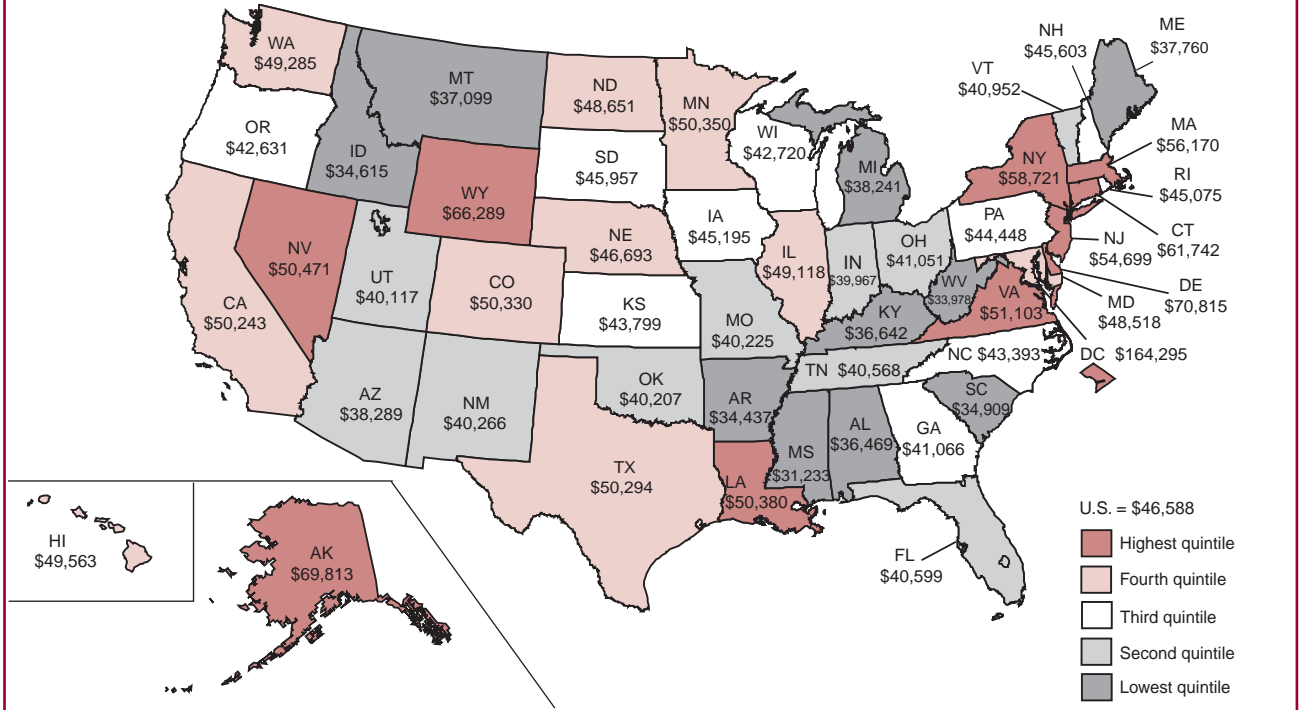 WA
$49,285
OR
$42,631
CA
$50,243
NV
$50,471
ID
$34,615
MT
$37,099
WY
$66,289
UT
$40,117
AZ
$38,289
CO
$50,330
NM
$40,266
ND
$48,651
SD
$45,957
NE
$46,693
KS
$43,799
OK
$40,207
TX
$50,294
MN
$50,350
IA
$45,195
MO
$40,225
AR
$34,437
LA
$50,380
WI
$42,720
IL
$49,118
MI
$38,241
IN
$39,967
OH
$41,051
KY
$36,642
TN $40,568
MS
$31,233
AL
$36,469
GA
$41,066
FL
$40,599
SC
$34,909
NC $43,393
VA
$51,103
WV
$33,978
PA
$44,448
NY
$58,721
VT
$40,952
NH
$45,603
ME
$37,760
MA
$56,170
RI
$45,075
CT
$61,742
NJ
$54,699
DE
$70,815
MD
$48,518
DC $164,295
HI
$49,563
AK
$69,813
U.S. = $46,588
Highest quintile
Fourth quintile
Third quintile
Second quintile
Lowest quintile